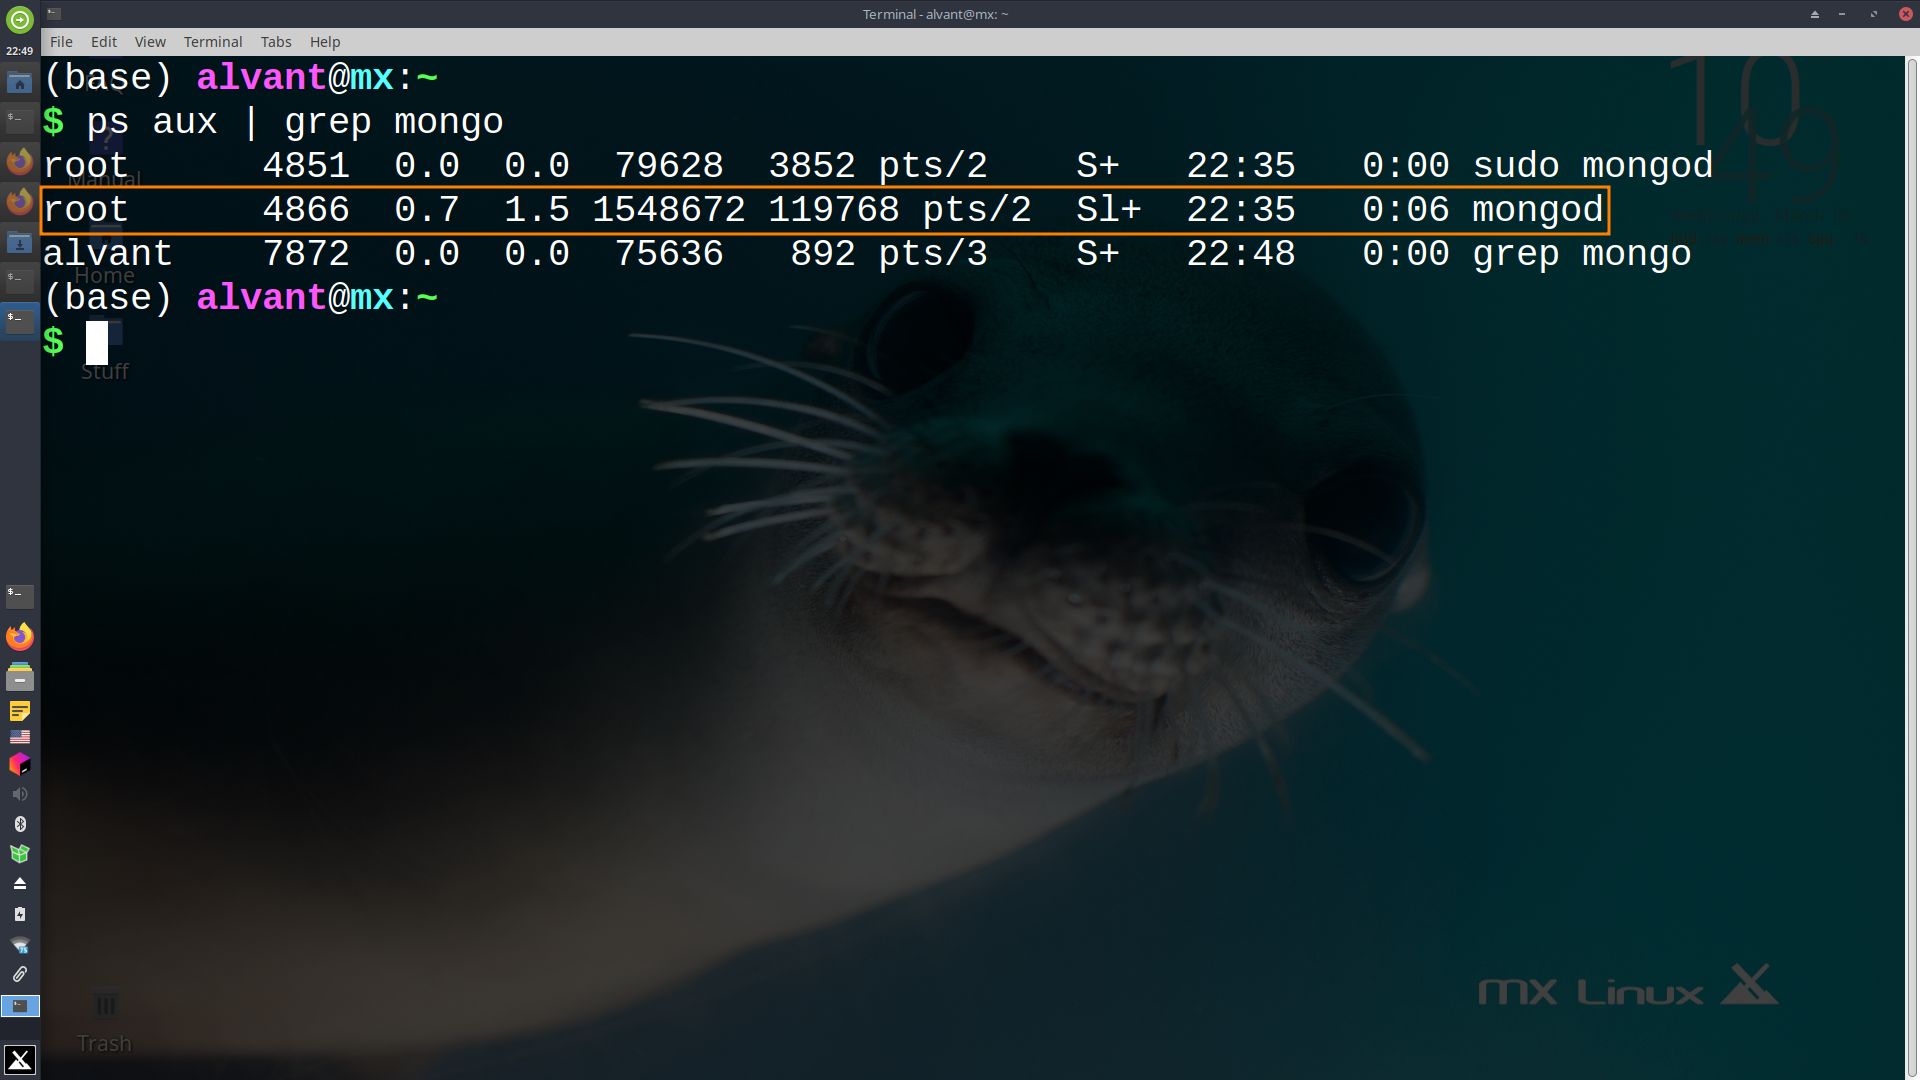 Terminal - alvant@mx: ~
22:49
File Edit View Terminal Tabs Help
(base) alvant@mx:~
$ ps aux | grep mongo
root 4851 0.0 0.0 79628 3852 pts/2 S+ 22:35 0:00 sudo mongod
root 4866 0.7 1.5 1548672 119768 pts/2 Sl+ 22:35 0:06 mongod
alvant 7872 0.0 0.0 75636 892 pts/3 S+ 22:48 0:00 grep mongo
(base) alvant@mx:~
$
10
49
Manual
Home
Stuff
Trash
mx Linux